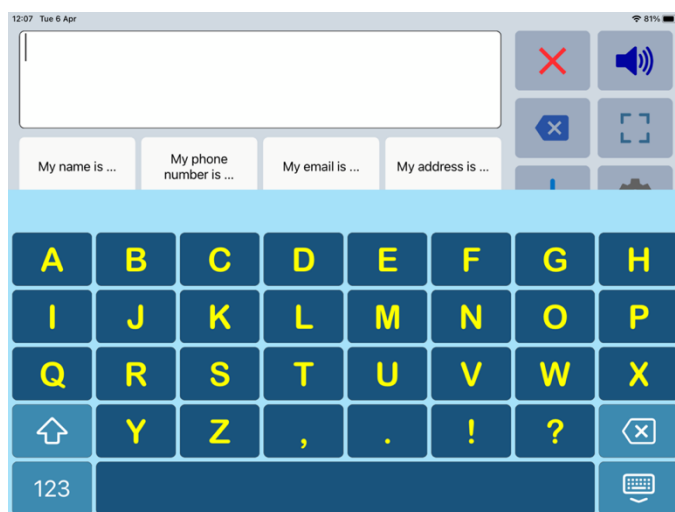 12:07 Tue 6 Apr
81%
My name is ...
My phone
number is ...
My email is ...
My address is ...
A B C D E F G H
I J K L M N O P
Q R S T U V W X
Y Z , . ! ?
123